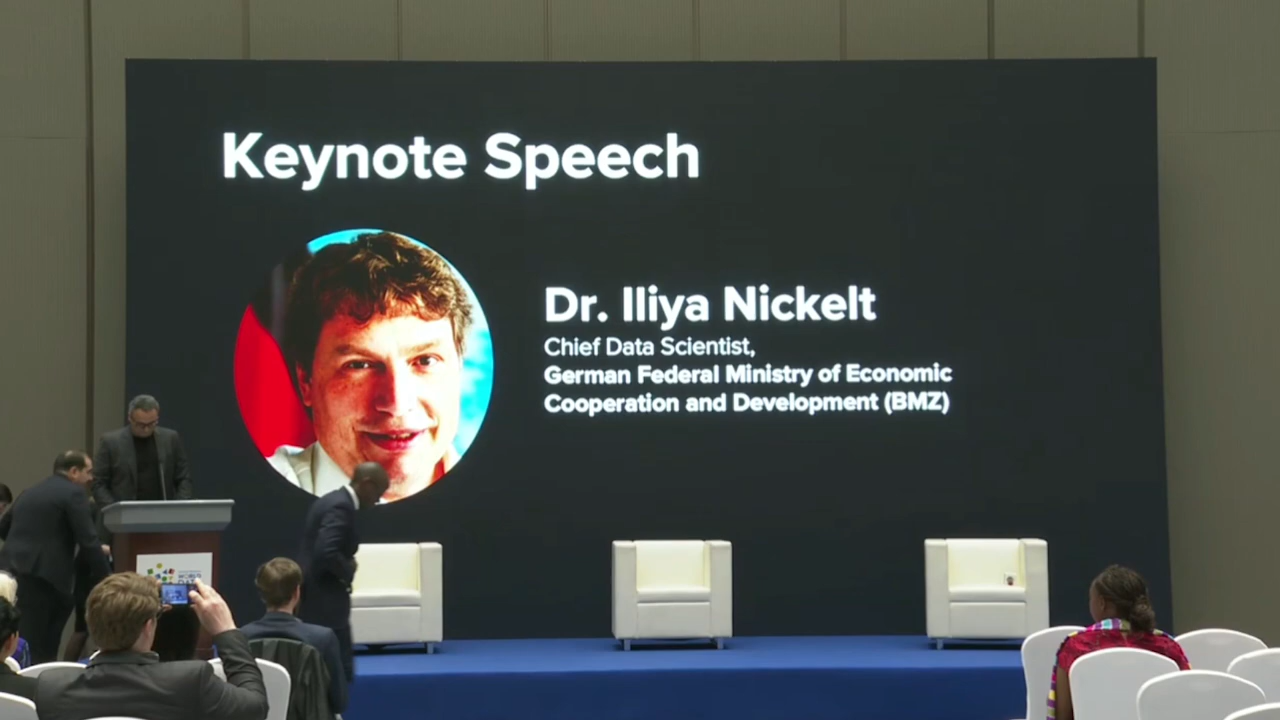 Keynote Speech
Dr. Iliya Nickelt
Chief Data Scientist,
German Federal Ministry of Economic
Cooperation and Development (BMZ)